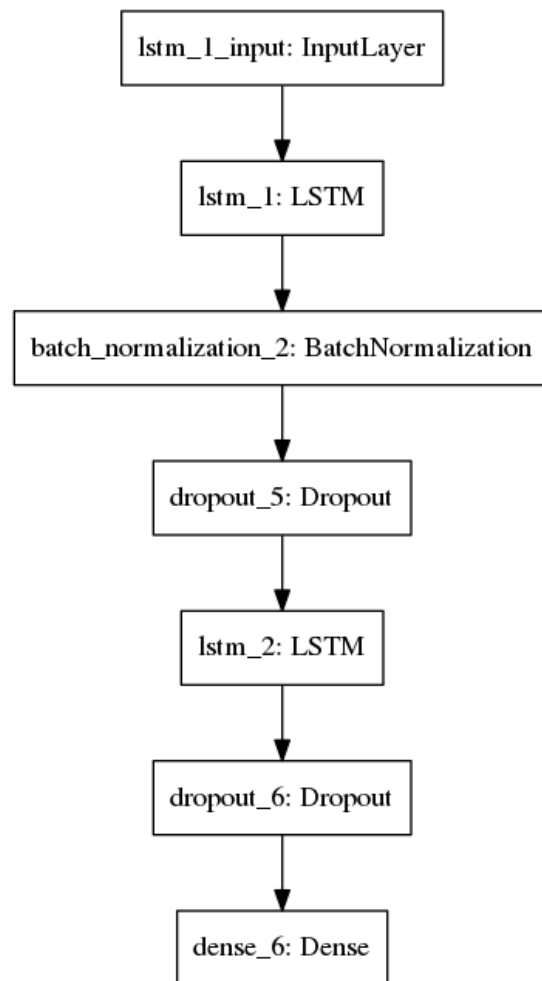 lstm_1_input: InputLayer
lstm_1: LSTM
batch_normalization_2: BatchNormalization
dropout_5: Dropout
lstm_2: LSTM
dropout_6: Dropout
dense_6: Dense